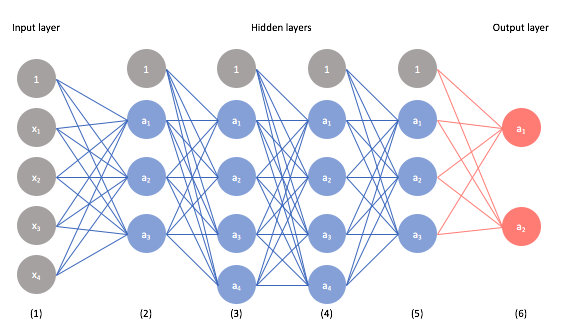 Input layer
Hidden layers
Output layer
1
x1
x2
x3
x4
1
a1
a2
a3
1
a1
a2
a3
a4
1
a1
a2
a3
a4
1
a1
a2
a3
a1
a2
(1)
(2)
(3)
(4)
(5)
(6)